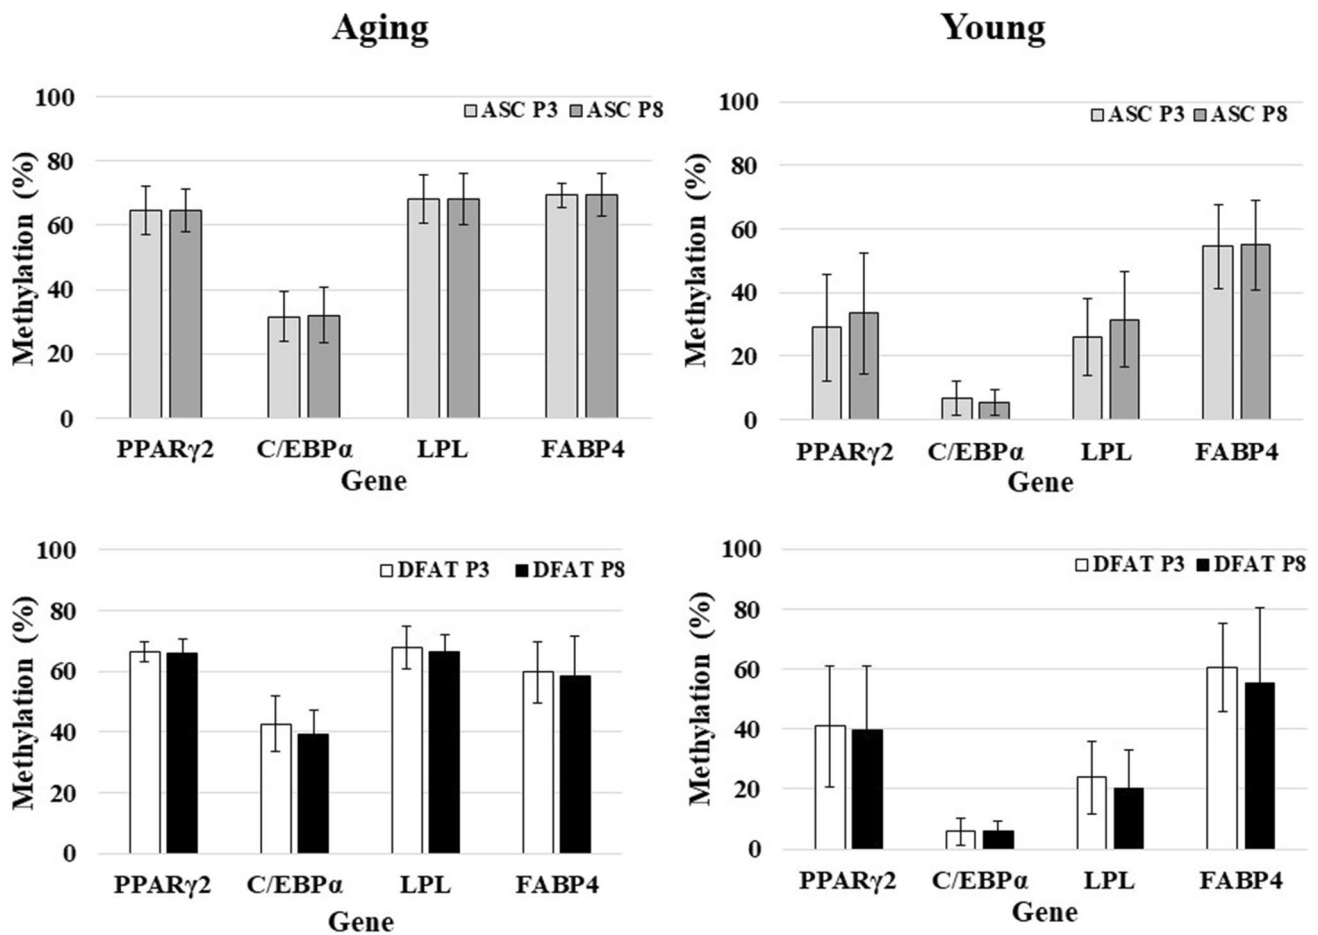 Aging
Young
100
ASC P3 ASC P8
80
60
40
20
0
Methylation (%)
PPARγ2 C/EBPα LPL FABP4
Gene
100
ASC P3 ASC P8
80
60
40
20
0
Methylation (%)
PPARγ2 C/EBPα LPL FABP4
Gene
100
DFAT P3 DFAT P8
80
60
40
20
0
Methylation (%)
PPARγ2 C/EBPα LPL FABP4
Gene
100
DFAT P3 DFAT P8
80
60
40
20
0
Methylation (%)
PPARγ2 C/EBPα LPL FABP4
Gene